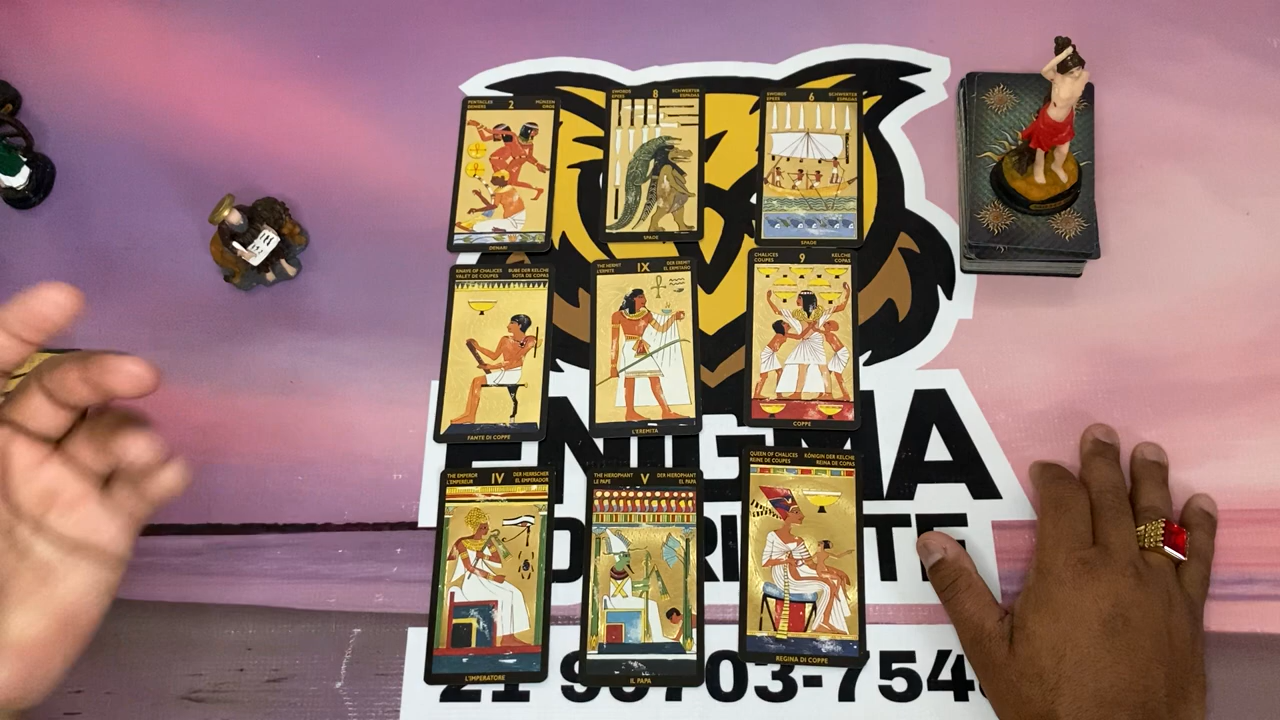 PENTACLES
DENIERS
2
MÜNZEN
OROS
DENARI
SWORDS
EPEES
8
SCHWERTER
ESPADAS
SPADE
SWORDS
EPEES
6
SCHWERTER
ESPADAS
SPADE
KNAVE OF CHALICES
VALET DE COUPES
BUBE DER KELCHE
SOTA DE COPAS
FANTE DI COPPE
THE HERMIT
L'ERMITE
IX
DER EREMIT
EL ERMITAÑO
L'EREMITA
CHALICES
COUPES
9
KELCHE
COPAS
COPPE
ENIGMA
THE EMPEROR
L'EMPEREUR
IV
DER HERRSCHER
EL EMPERADOR
L'IMPERATORE
THE HIEROPHANT
LE PAPE
V
DER HIEROPHANT
EL PAPA
IL PAPA
QUEEN OF CHALICES
REINE DE COUPES
KÖNIGIN DER KELCHE
REINA DE COPAS
REGINA DI COPPE